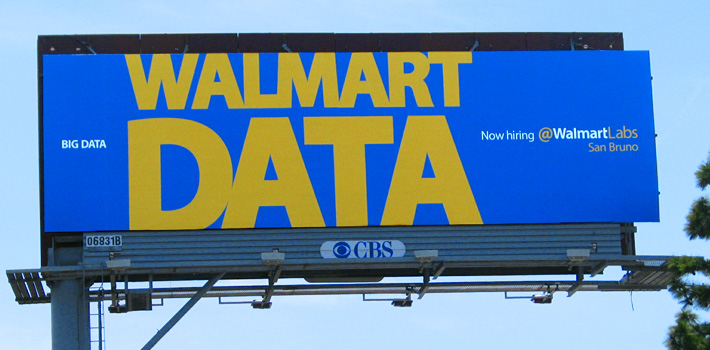 WALMART
DATA
BIG DATA
Now hiring @WalmartLabs
San Bruno
06831B
CBS